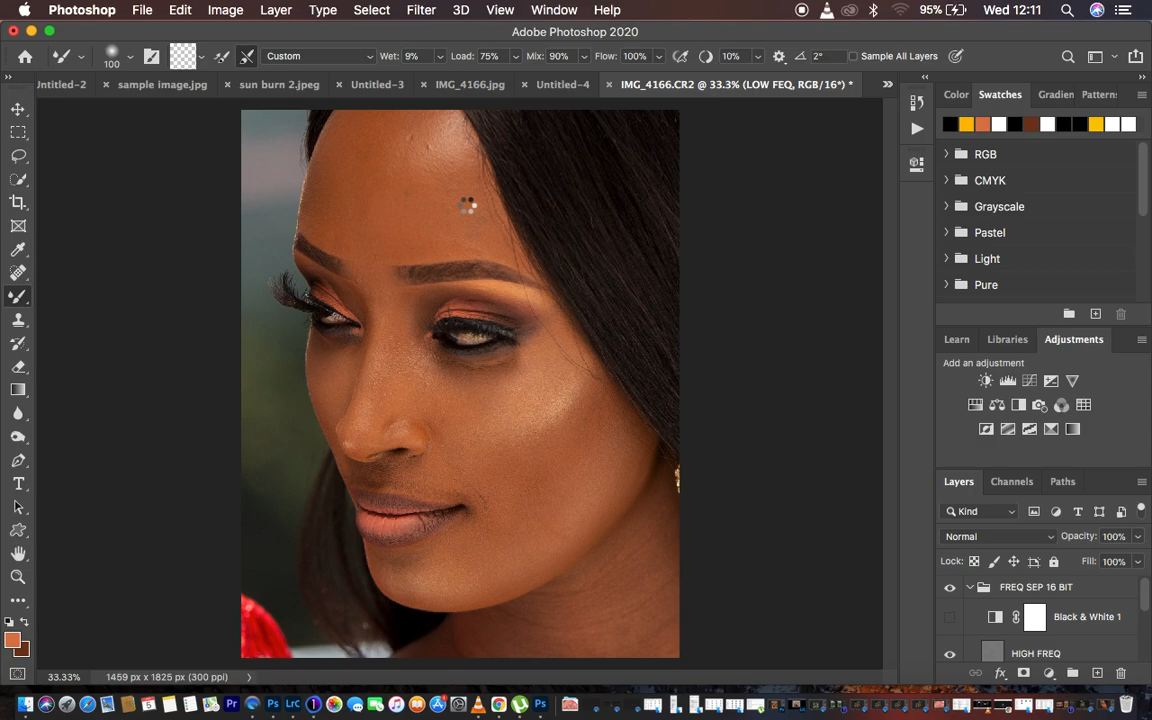 Photoshop File Edit Image Layer Type Select Filter 3D View Window Help 95% Wed 12:11
Adobe Photoshop 2020
100 Custom Wet: 9% Load: 75% Mix: 90% Flow: 100% 10% 2° Sample All Layers
Untitled-2 × sample image.jpg × sun burn 2.jpeg × Untitled-3 × IMG_4166.jpg × Untitled-4 × IMG_4166.CR2 @ 33.3% (LOW FEQ, RGB/16*) *
Color Swatches Gradien Patterns
RGB
CMYK
Grayscale
Pastel
Light
Pure
Learn Libraries Adjustments
Add an adjustment
Layers Channels Paths
Kind
Normal Opacity: 100%
Lock: Fill: 100%
FREQ SEP 16 BIT
Black & White 1
HIGH FREQ
33.33% 1459 px x 1825 px (300 ppi)